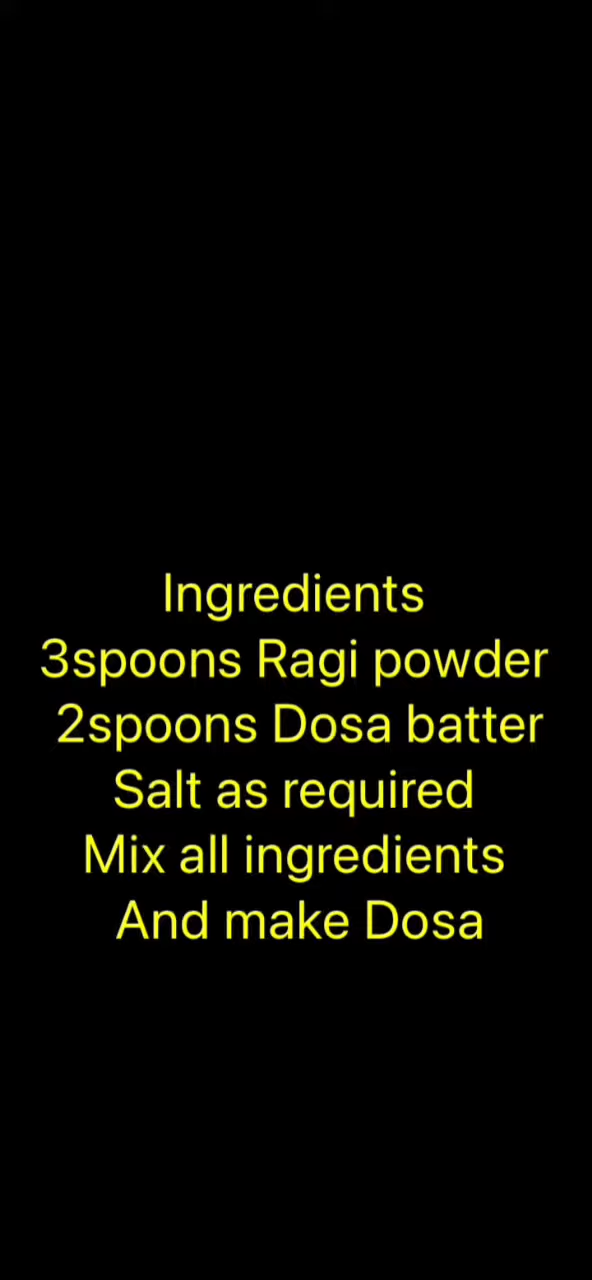 Ingredients
3spoons Ragi powder
2spoons Dosa batter
Salt as required
Mix all ingredients
And make Dosa